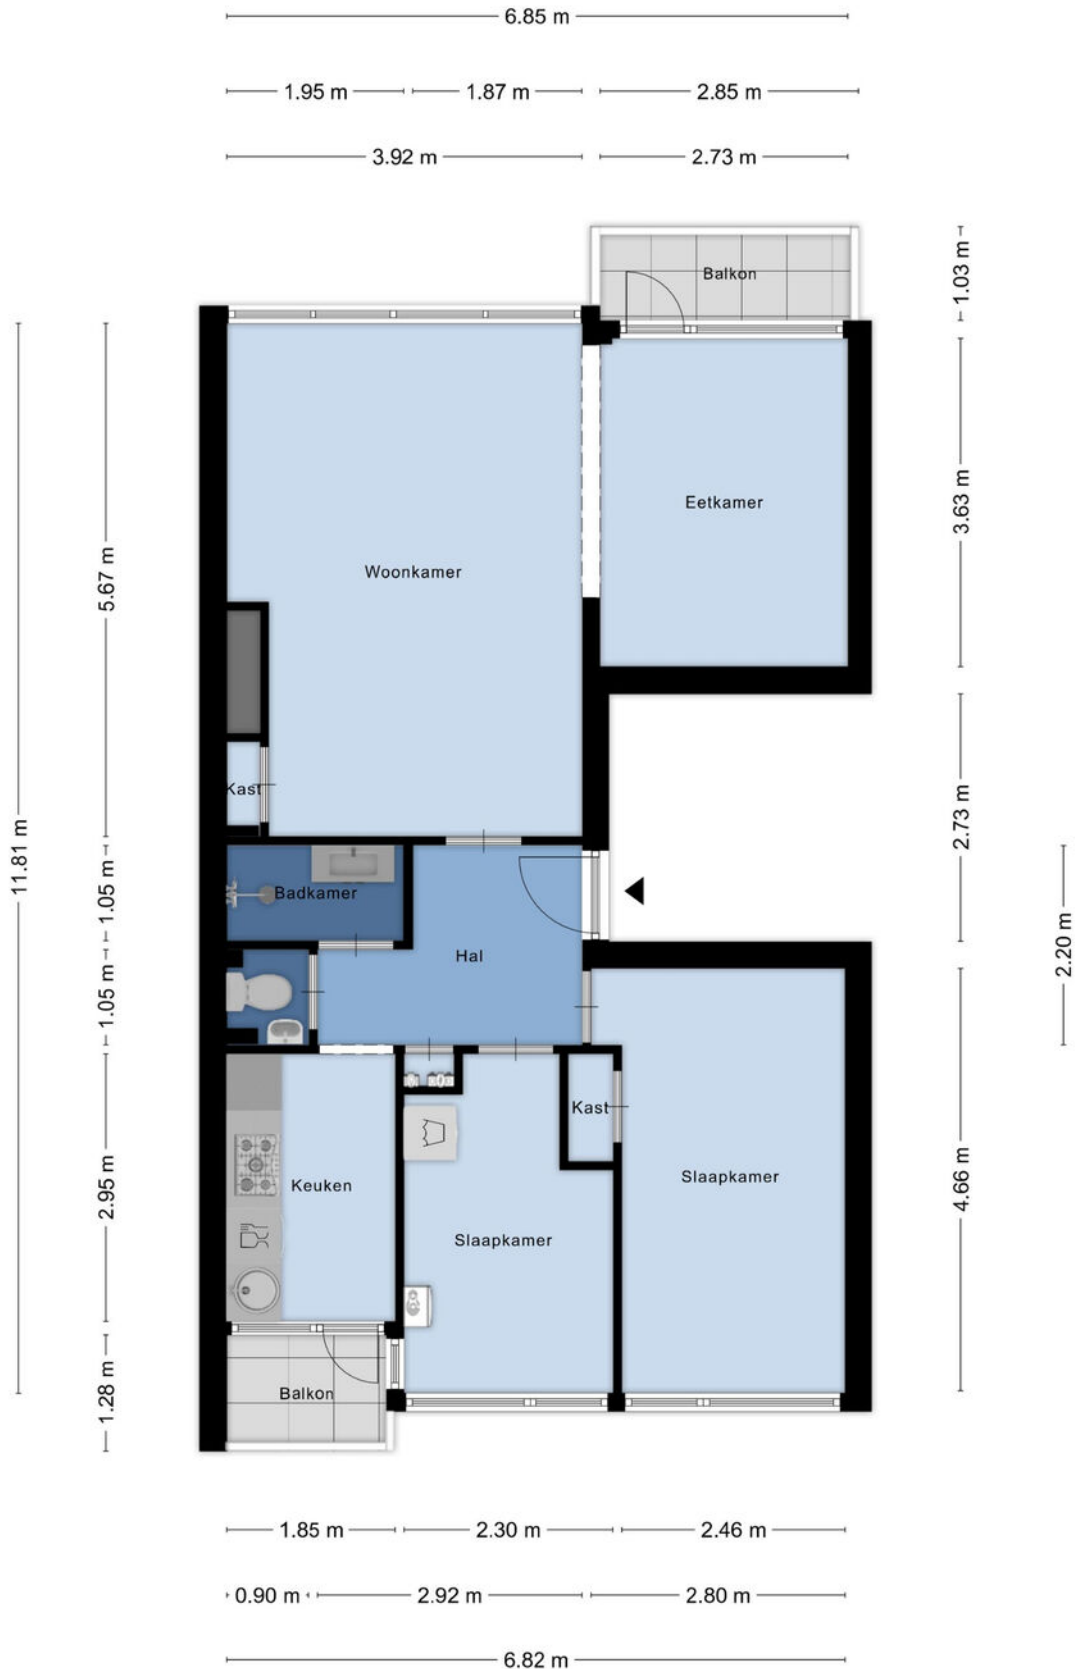 6.85 m
1.95 m
1.87 m
2.85 m
3.92 m
2.73 m
Balkon
1.03 m
Eetkamer
3.63 m
Woonkamer
5.67 m
Kast
2.73 m
11.81 m
Badkamer
1.05 m
Hal
2.20 m
1.05 m
Kast
Keuken
Slaapkamer
Slaapkamer
2.95 m
4.66 m
Balkon
1.28 m
1.85 m
2.30 m
2.46 m
0.90 m
2.92 m
2.80 m
6.82 m